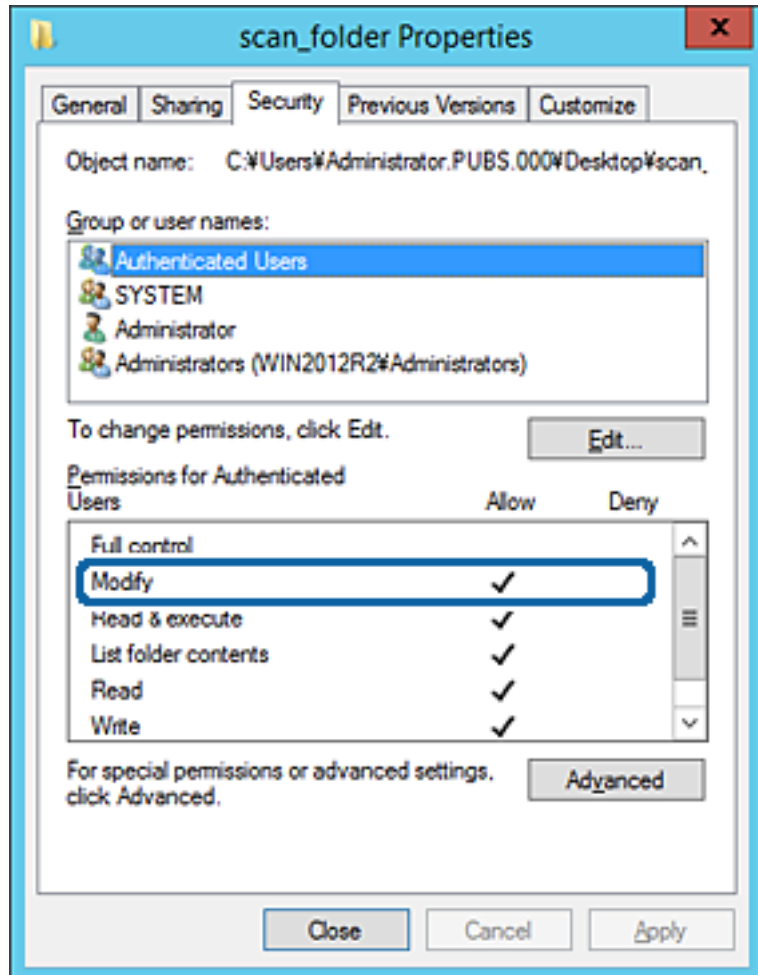 scan_folder Properties
General Sharing Security Previous Versions Customize
Object name: C:¥Users¥Administrator.PUBS.000¥Desktop¥scan_
Group or user names:
Authenticated Users
SYSTEM
Administrator
Administrators (WIN2012R2¥Administrators)
To change permissions, click Edit.
Edit...
Permissions for Authenticated
Users Allow Deny
Full control
Modify
Read & execute
List folder contents
Read
Write
For special permissions or advanced settings,
click Advanced.
Advanced
Close Cancel Apply